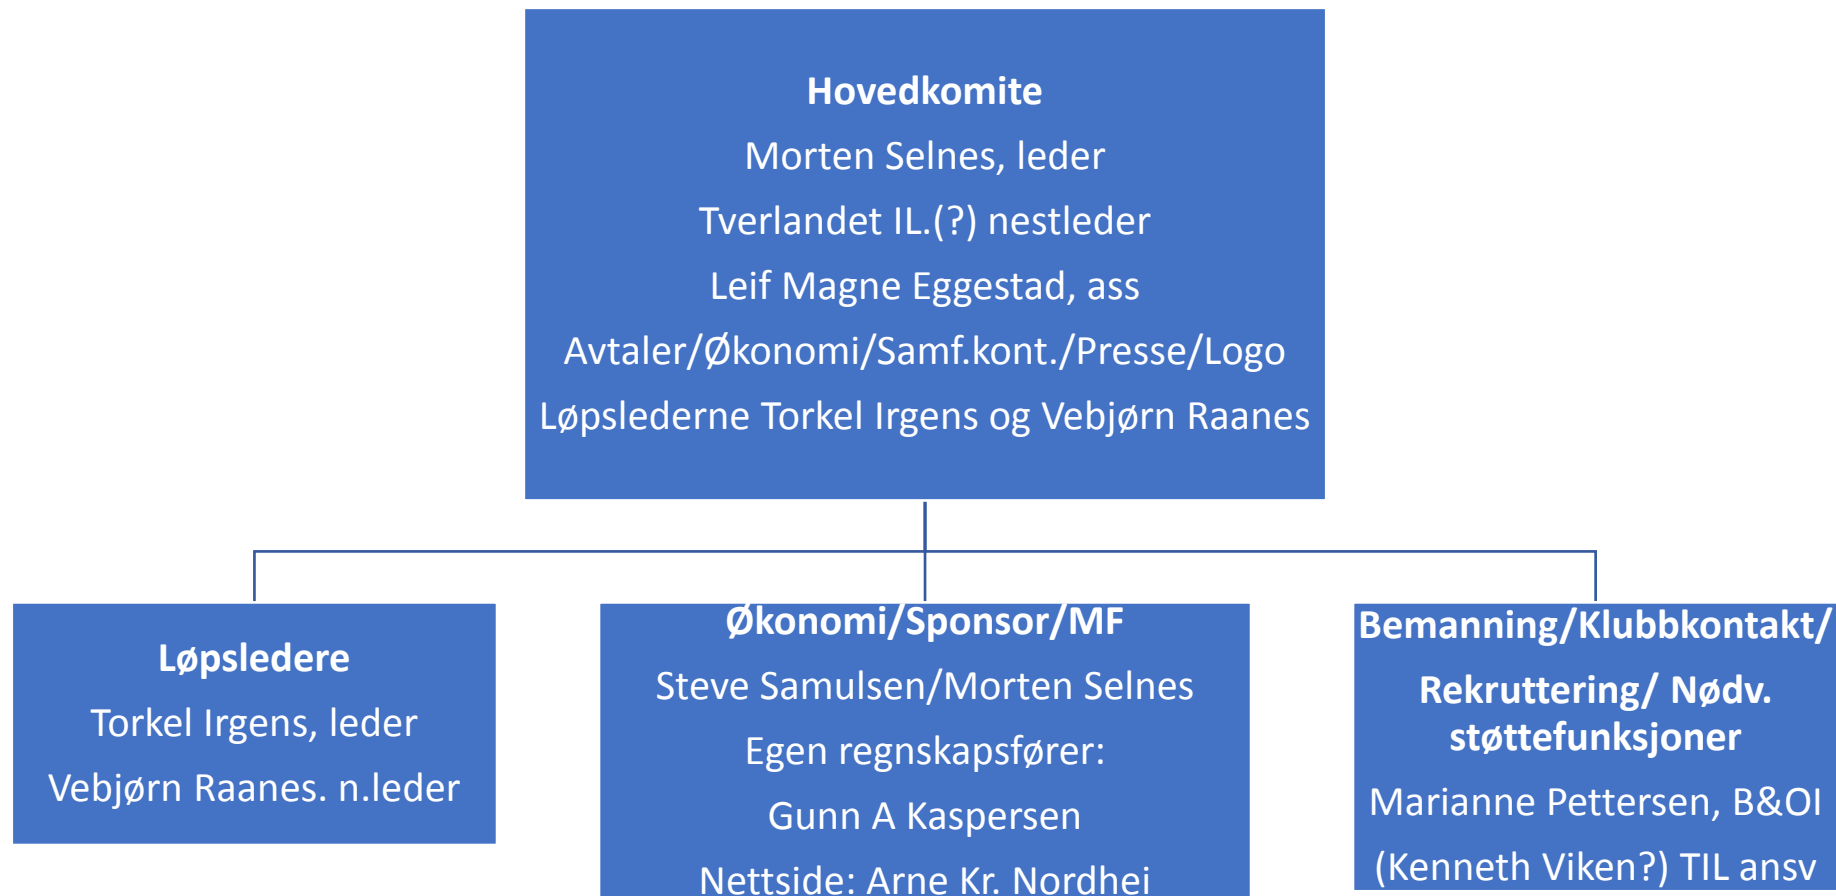 Hovedkomite
Morten Selnes, leder
Tverlandet IL.(?) nestleder
Leif Magne Eggestad, ass
Avtaler/Økonomi/Samf.kont./Presse/Logo
Løpslederne Torkel Irgens og Vebjørn Raanes
Løpsledere
Torkel Irgens, leder
Vebjørn Raanes. n.leder
Økonomi/Sponsor/MF
Steve Samulsen/Morten Selnes
Egen regnskapsfører:
Gunn A Kaspersen
Nettside: Arne Kr. Nordhei
Bemanning/Klubbkontakt/
Rekruttering/ Nødv.
støttefunksjoner
Marianne Pettersen, B&OI
(Kenneth Viken?) TIL ansv